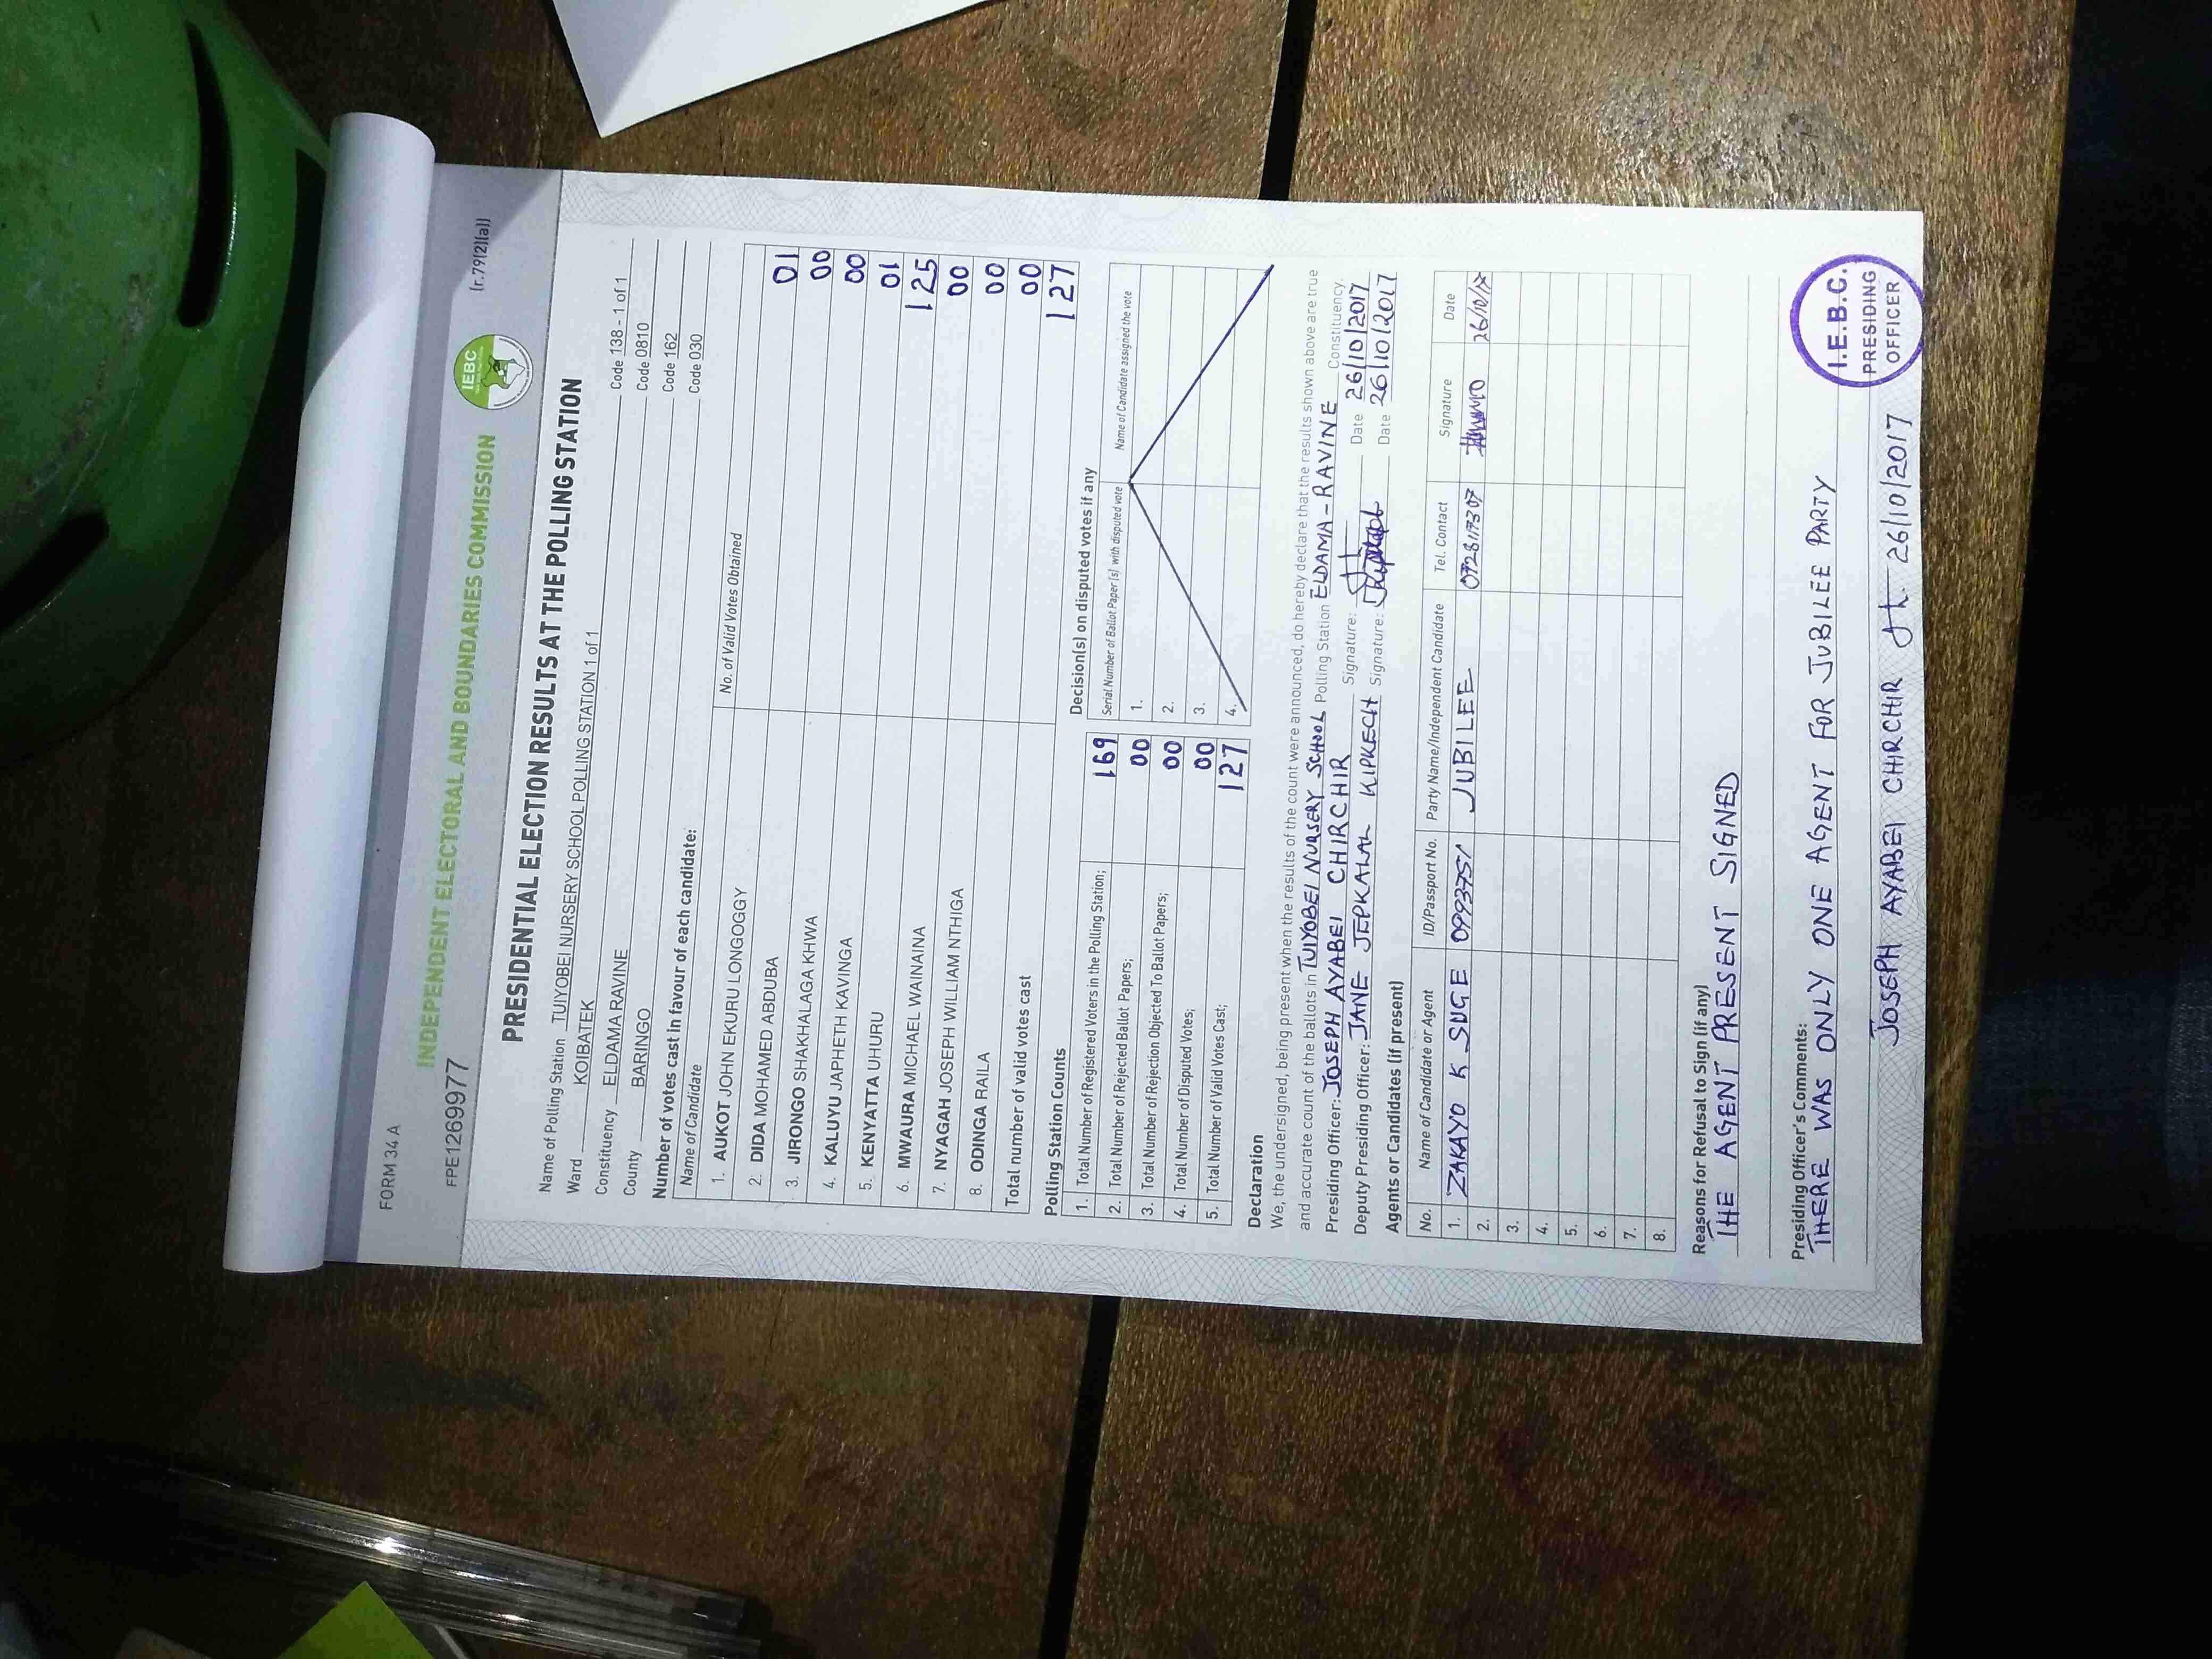 FORM 34 A
(r.79(2)(a))
INDEPENDENT ELECTORAL AND BOUNDARIES COMMISSION
IEBC
FPE1269977
PRESIDENTIAL ELECTION RESULTS AT THE POLLING STATION
Name of Polling Station TUIYOBEI NURSERY SCHOOL POLLING STATION 1 of 1 Code 138 - 1 of 1
Ward KOIBATEK Code 0810
Constituency ELDAMA RAVINE Code 162
County BARINGO Code 030
Number of votes cast in favour of each candidate:
Name of Candidate No. of Valid Votes Obtained
1. AUKOT JOHN EKURU LONGOGGY 01
2. DIDA MOHAMED ABDUBA 00
3. JIRONGO SHAKHALAGA KHWA 00
4. KALUYU JAPHETH KAVINGA 01
5. KENYATTA UHURU 125
6. MWAURA MICHAEL WAINAINA 00
7. NYAGAH JOSEPH WILLIAM NTHIGA 00
8. ODINGA RAILA 00
Total number of valid votes cast 127
Polling Station Counts
1. Total Number of Registered Voters in the Polling Station; 169
2. Total Number of Rejected Ballot Papers; 00
3. Total Number of Rejection Objected To Ballot Papers; 00
4. Total Number of Disputed Votes; 00
5. Total Number of Valid Votes Cast; 127
Decision(s) on disputed votes if any
Serial Number of Ballot Paper(s) with disputed vote Name of Candidate assigned the vote
1.
2.
3.
4.
Declaration
We, the undersigned, being present when the results of the count were announced, do hereby declare that the results shown above are true
and accurate count of the ballots in TUIYOBEI NURSERY SCHOOL Polling Station ELDAMA - RAVINE Constituency.
Presiding Officer: JOSEPH AYABEI CHIRCHIR Signature: Date 26/10/2017
Deputy Presiding Officer: JANE JEPKALAL KIPKECH Signature: Date 26/10/2017
Agents or Candidates (if present)
No. Name of Candidate or Agent ID/Passport No. Party Name/Independent Candidate Tel. Contact Signature Date
1. ZAKAYO K SUGE 0993751 JUBILEE 0728117307 26/10/17
2.
3.
4.
5.
6.
7.
8.
Reasons for Refusal to Sign (if any)
THE AGENT PRESENT SIGNED
Presiding Officer's Comments:
THERE WAS ONLY ONE AGENT FOR JUBILEE PARTY
JOSEPH AYABEI CHIRCHIR 26/10/2017
I.E.B.C.
PRESIDING
OFFICER